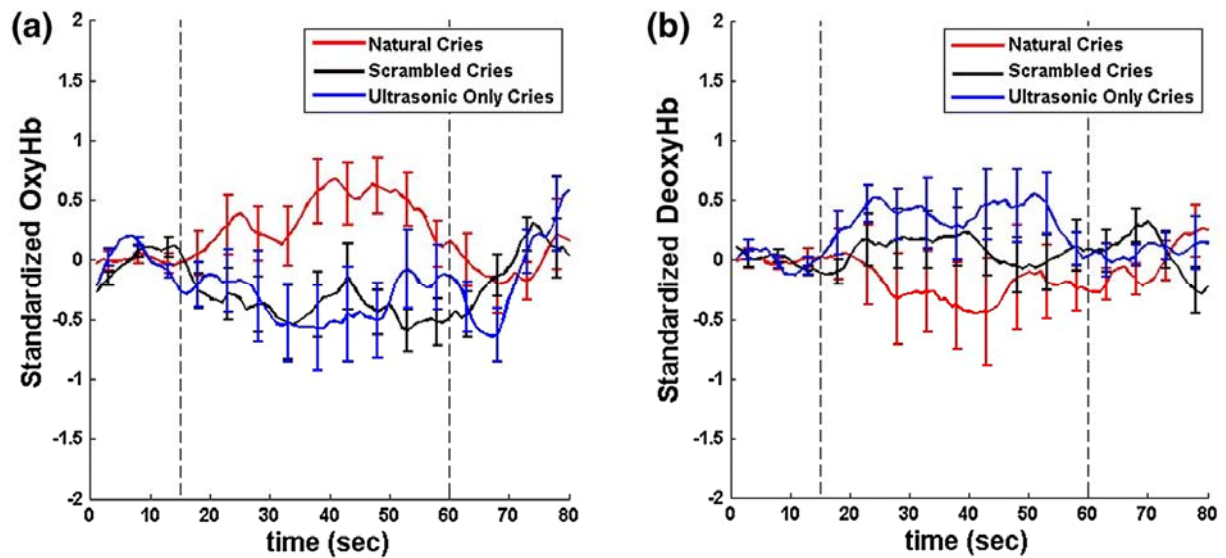 (a)
Standardized OxyHb
2
1.5
1
0.5
0
-0.5
-1
-1.5
-2
Natural Cries
Scrambled Cries
Ultrasonic Only Cries
0 10 20 30 40 50 60 70 80
time (sec)
(b)
Standardized DeoxyHb
2
1.5
1
0.5
0
-0.5
-1
-1.5
-2
Natural Cries
Scrambled Cries
Ultrasonic Only Cries
0 10 20 30 40 50 60 70 80
time (sec)